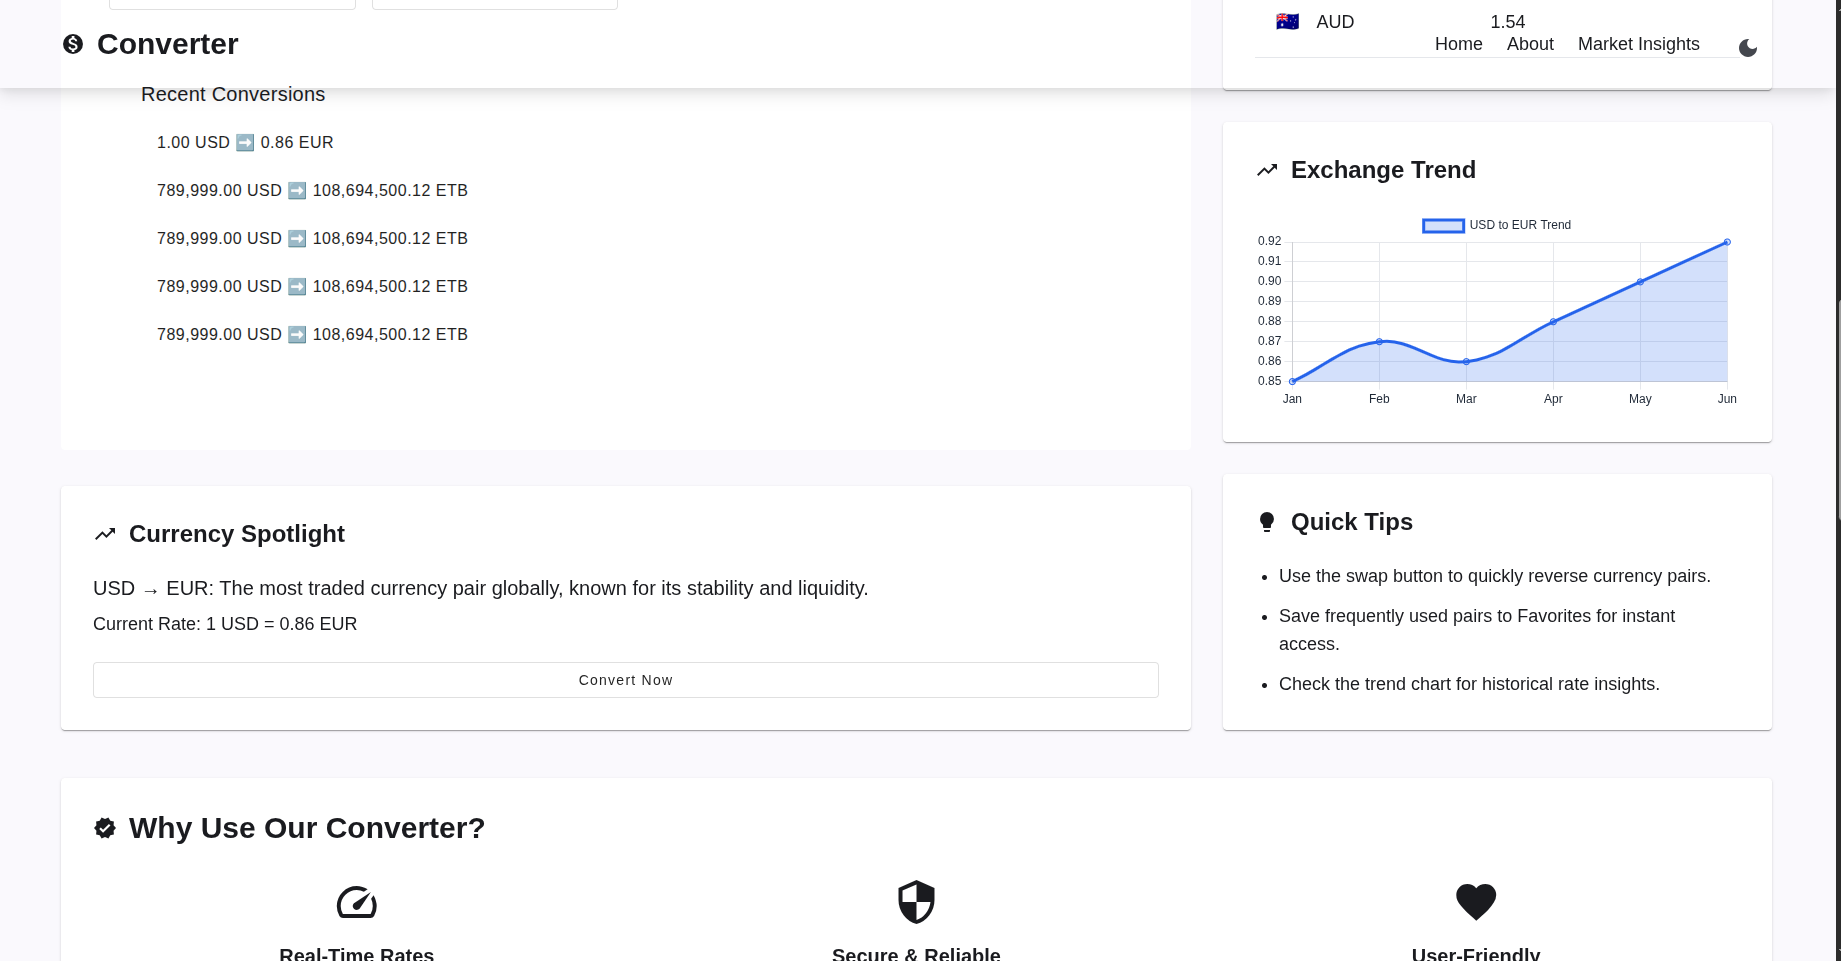 Converter
AUD 1.54
Home About Market Insights
Recent Conversions
1.00 USD ➡️ 0.86 EUR
789,999.00 USD ➡️ 108,694,500.12 ETB
789,999.00 USD ➡️ 108,694,500.12 ETB
789,999.00 USD ➡️ 108,694,500.12 ETB
789,999.00 USD ➡️ 108,694,500.12 ETB
Exchange Trend
USD to EUR Trend
0.92
0.91
0.90
0.89
0.88
0.87
0.86
0.85
Jan Feb Mar Apr May Jun
Currency Spotlight
USD → EUR: The most traded currency pair globally, known for its stability and liquidity.
Current Rate: 1 USD = 0.86 EUR
Convert Now
Quick Tips
• Use the swap button to quickly reverse currency pairs.
• Save frequently used pairs to Favorites for instant
access.
• Check the trend chart for historical rate insights.
Why Use Our Converter?
Real-Time Rates
Secure & Reliable
User-Friendly